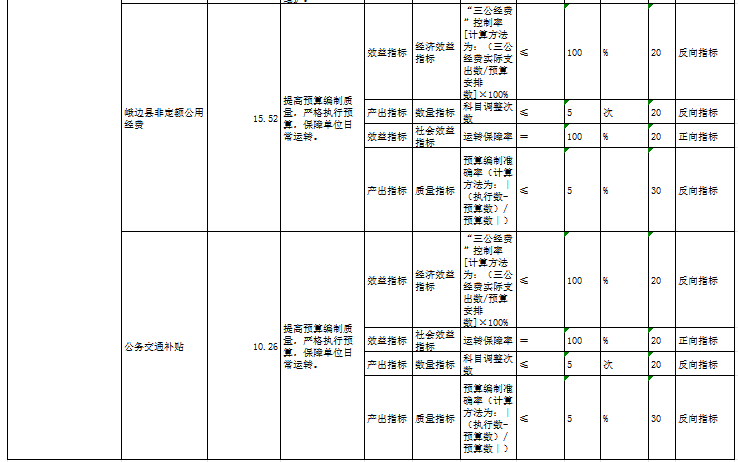 “三公经费
”控制率
[计算方法
为：（三公
经费实际支
出数/预算
安排
数]×100%
效益指标
经济效益
指标
≤
100
%
20
反向指标
峨边县非定额公用
经费
15.52
提高预算编制质
量，严格执行预
算，保障单位日
常运转。
产出指标
数量指标
科目调整次
数
≤
5
次
20
反向指标
效益指标
社会效益
指标
运转保障率
＝
100
%
20
正向指标
产出指标
质量指标
预算编制准
确率（计算
方法为：｜
（执行数-
预算数）/
预算数｜）
≤
5
%
30
反向指标
公务交通补贴
10.26
提高预算编制质
量，严格执行预
算，保障单位日
常运转。
效益指标
经济效益
指标
“三公经费
”控制率
[计算方法
为：（三公
经费实际支
出数/预算
安排
数]×100%
≤
100
%
20
反向指标
效益指标
社会效益
指标
运转保障率
＝
100
%
20
正向指标
产出指标
数量指标
科目调整次
数
≤
5
次
20
反向指标
产出指标
质量指标
预算编制准
确率（计算
方法为：｜
（执行数-
预算数）/
预算数｜）
≤
5
%
30
反向指标